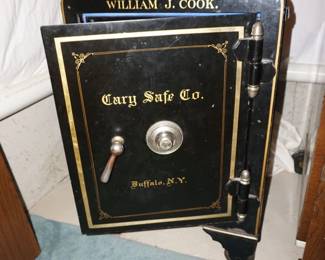 WILLIAM J. COOK.
Cary Safe Co.
Buffalo, N.Y.